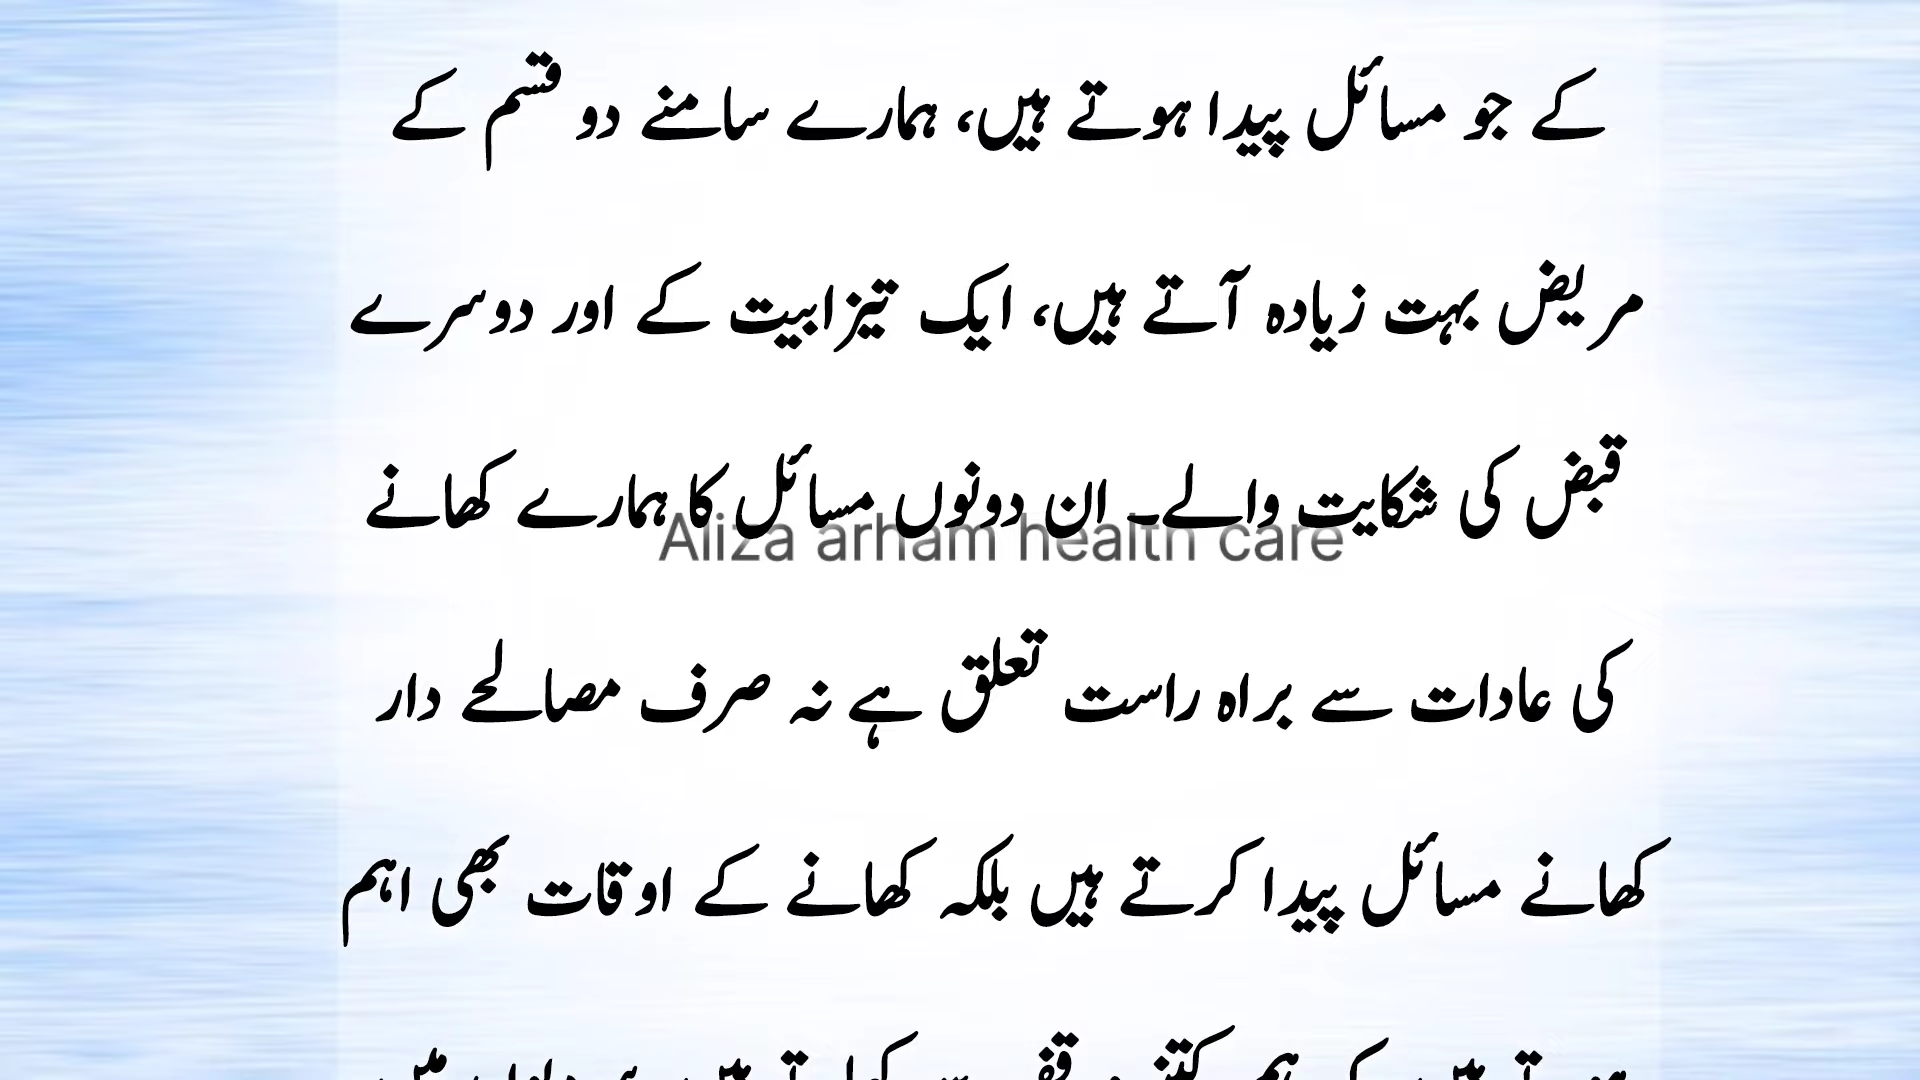 کے جو مسائل پیدا ہوتے ہیں، ہمارے سامنے دو قسم کے
مریض بہت زیادہ آتے ہیں، ایک تیزابیت کے اور دوسرے
قبض کی شکایت والے۔ ان دونوں مسائل کا ہمارے کھانے
Aliza arham health care
کی عادات سے براہ راست تعلق ہے نہ صرف مصالحے دار
کھانے مسائل پیدا کرتے ہیں بلکہ کھانے کے اوقات بھی اہم